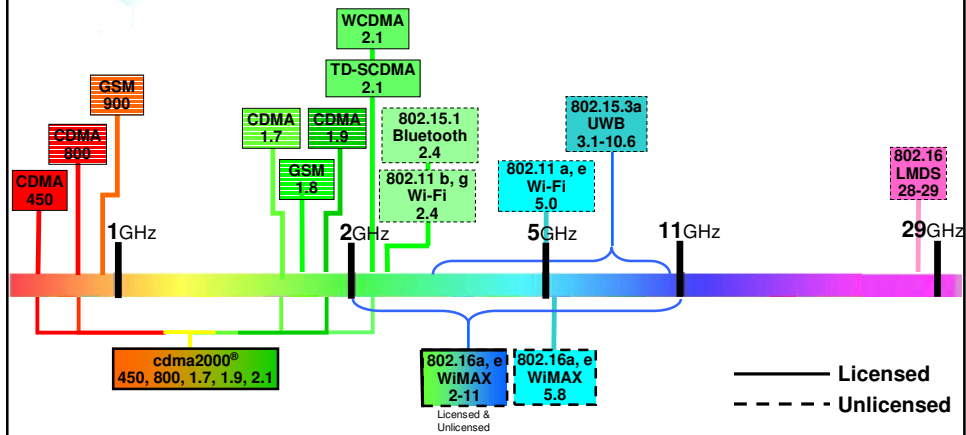 WCDMA
2.1
TD-SCDMA
2.1
GSM
900
CDMA
800
CDMA
450
CDMA
1.7
CDMA
1.9
GSM
1.8
802.15.1
Bluetooth
2.4
802.11 b, g
Wi-Fi
2.4
802.11 a, e
Wi-Fi
5.0
802.15.3a
UWB
3.1-10.6
802.16
LMDS
28-29
1GHz
2GHz
5GHz
11GHz
29GHz
cdma2000®
450, 800, 1.7, 1.9, 2.1
802.16a, e
WiMAX
2-11
Licensed &
Unlicensed
802.16a, e
WiMAX
5.8
Licensed
Unlicensed